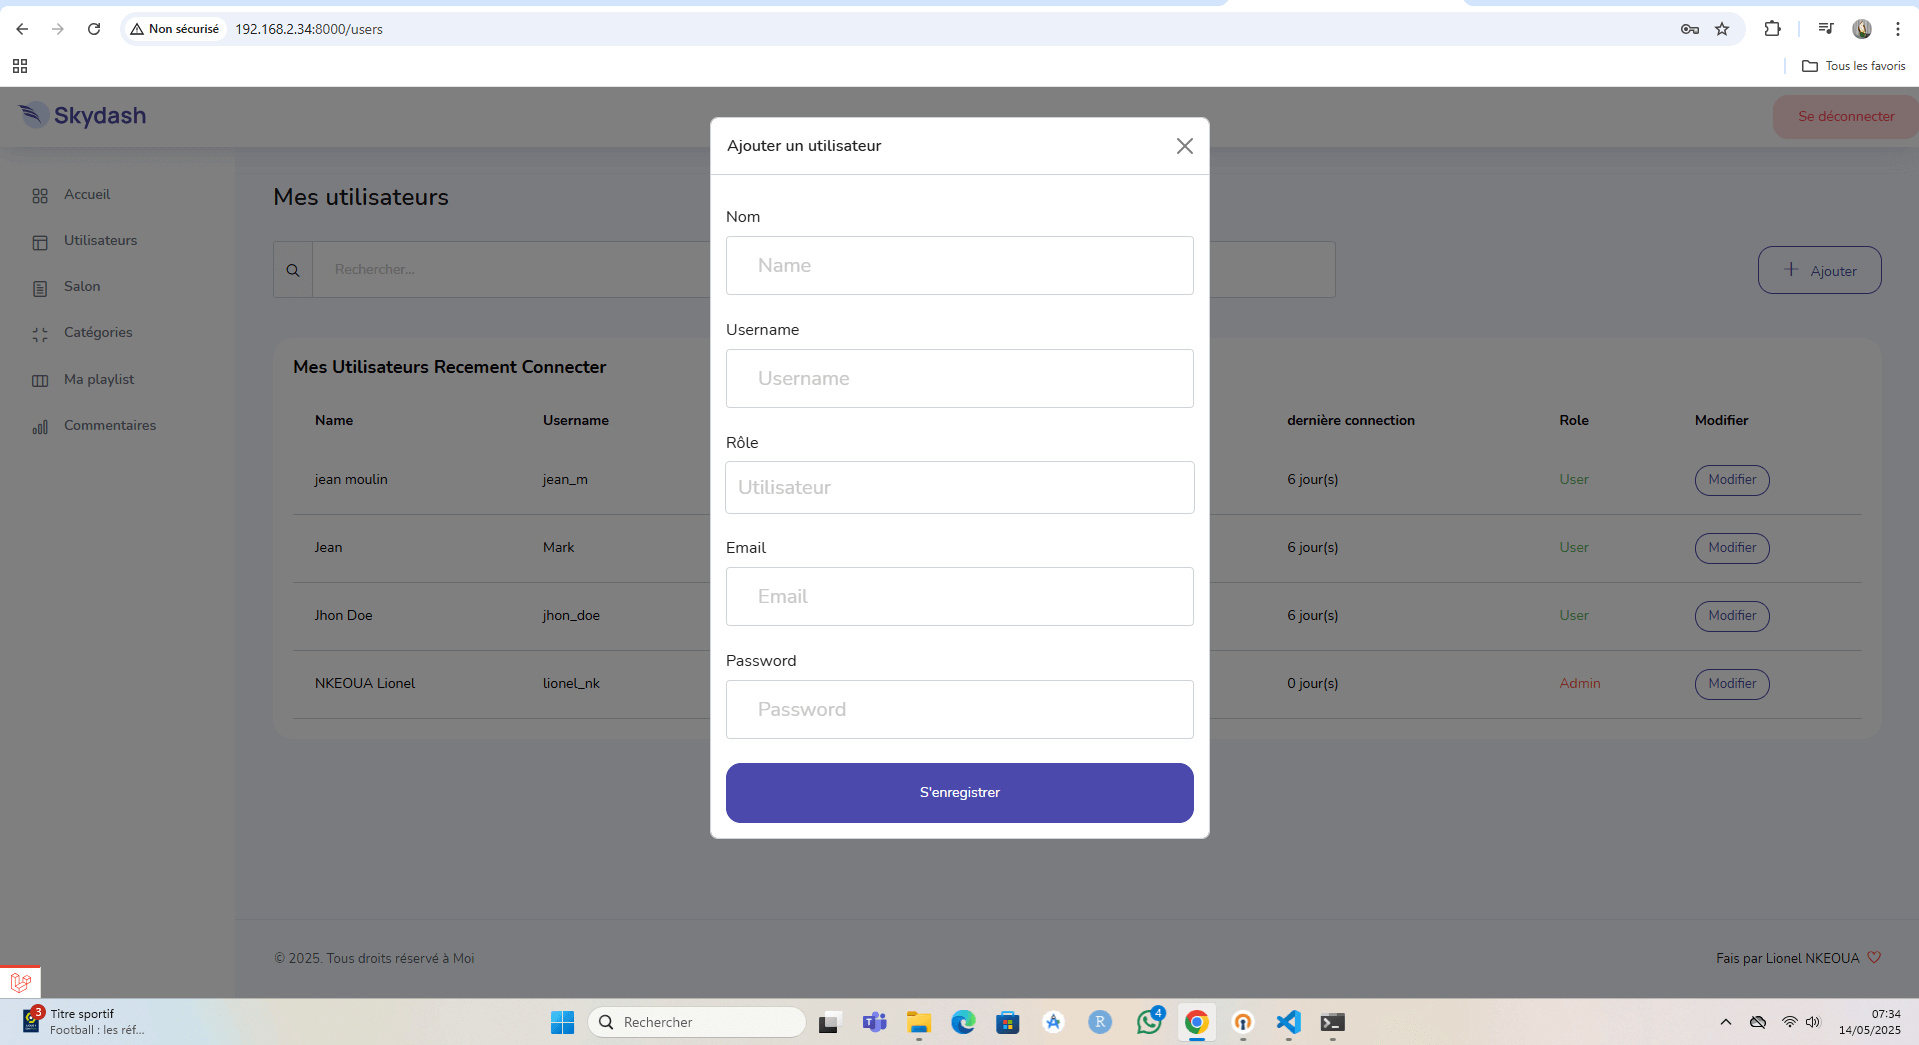 Non sécurisé 192.168.2.34:8000/users
Tous les favoris
Skydash
Se déconnecter
Accueil
Utilisateurs
Salon
Catégories
Ma playlist
Commentaires
Mes utilisateurs
Rechercher...
Ajouter
Mes Utilisateurs Recement Connecter
Name Username dernière connection Role Modifier
jean moulin jean_m 6 jour(s) User Modifier
Jean Mark 6 jour(s) User Modifier
Jhon Doe jhon_doe 6 jour(s) User Modifier
NKEOUA Lionel lionel_nk 0 jour(s) Admin Modifier
Ajouter un utilisateur
Nom
Name
Username
Username
Rôle
Utilisateur
Email
Email
Password
Password
S'enregistrer
© 2025. Tous droits réservé à Moi
Fais par Lionel NKEOUA
3
Titre sportif
Football : les réf...
Rechercher
R
4
07:34
14/05/2025